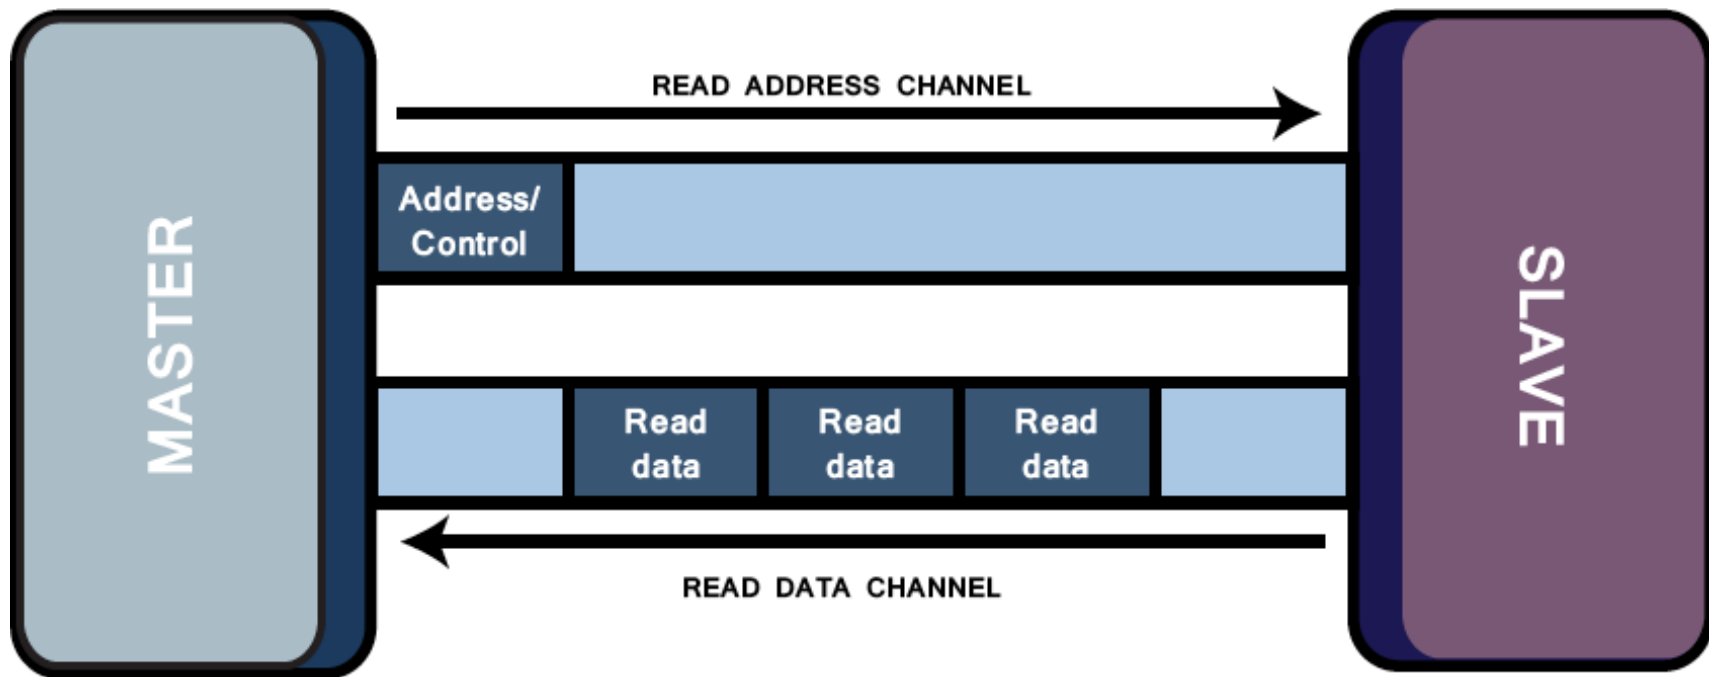 MASTER
READ ADDRESS CHANNEL
Address/
Control
Read
data
Read
data
Read
data
READ DATA CHANNEL
SLAVE